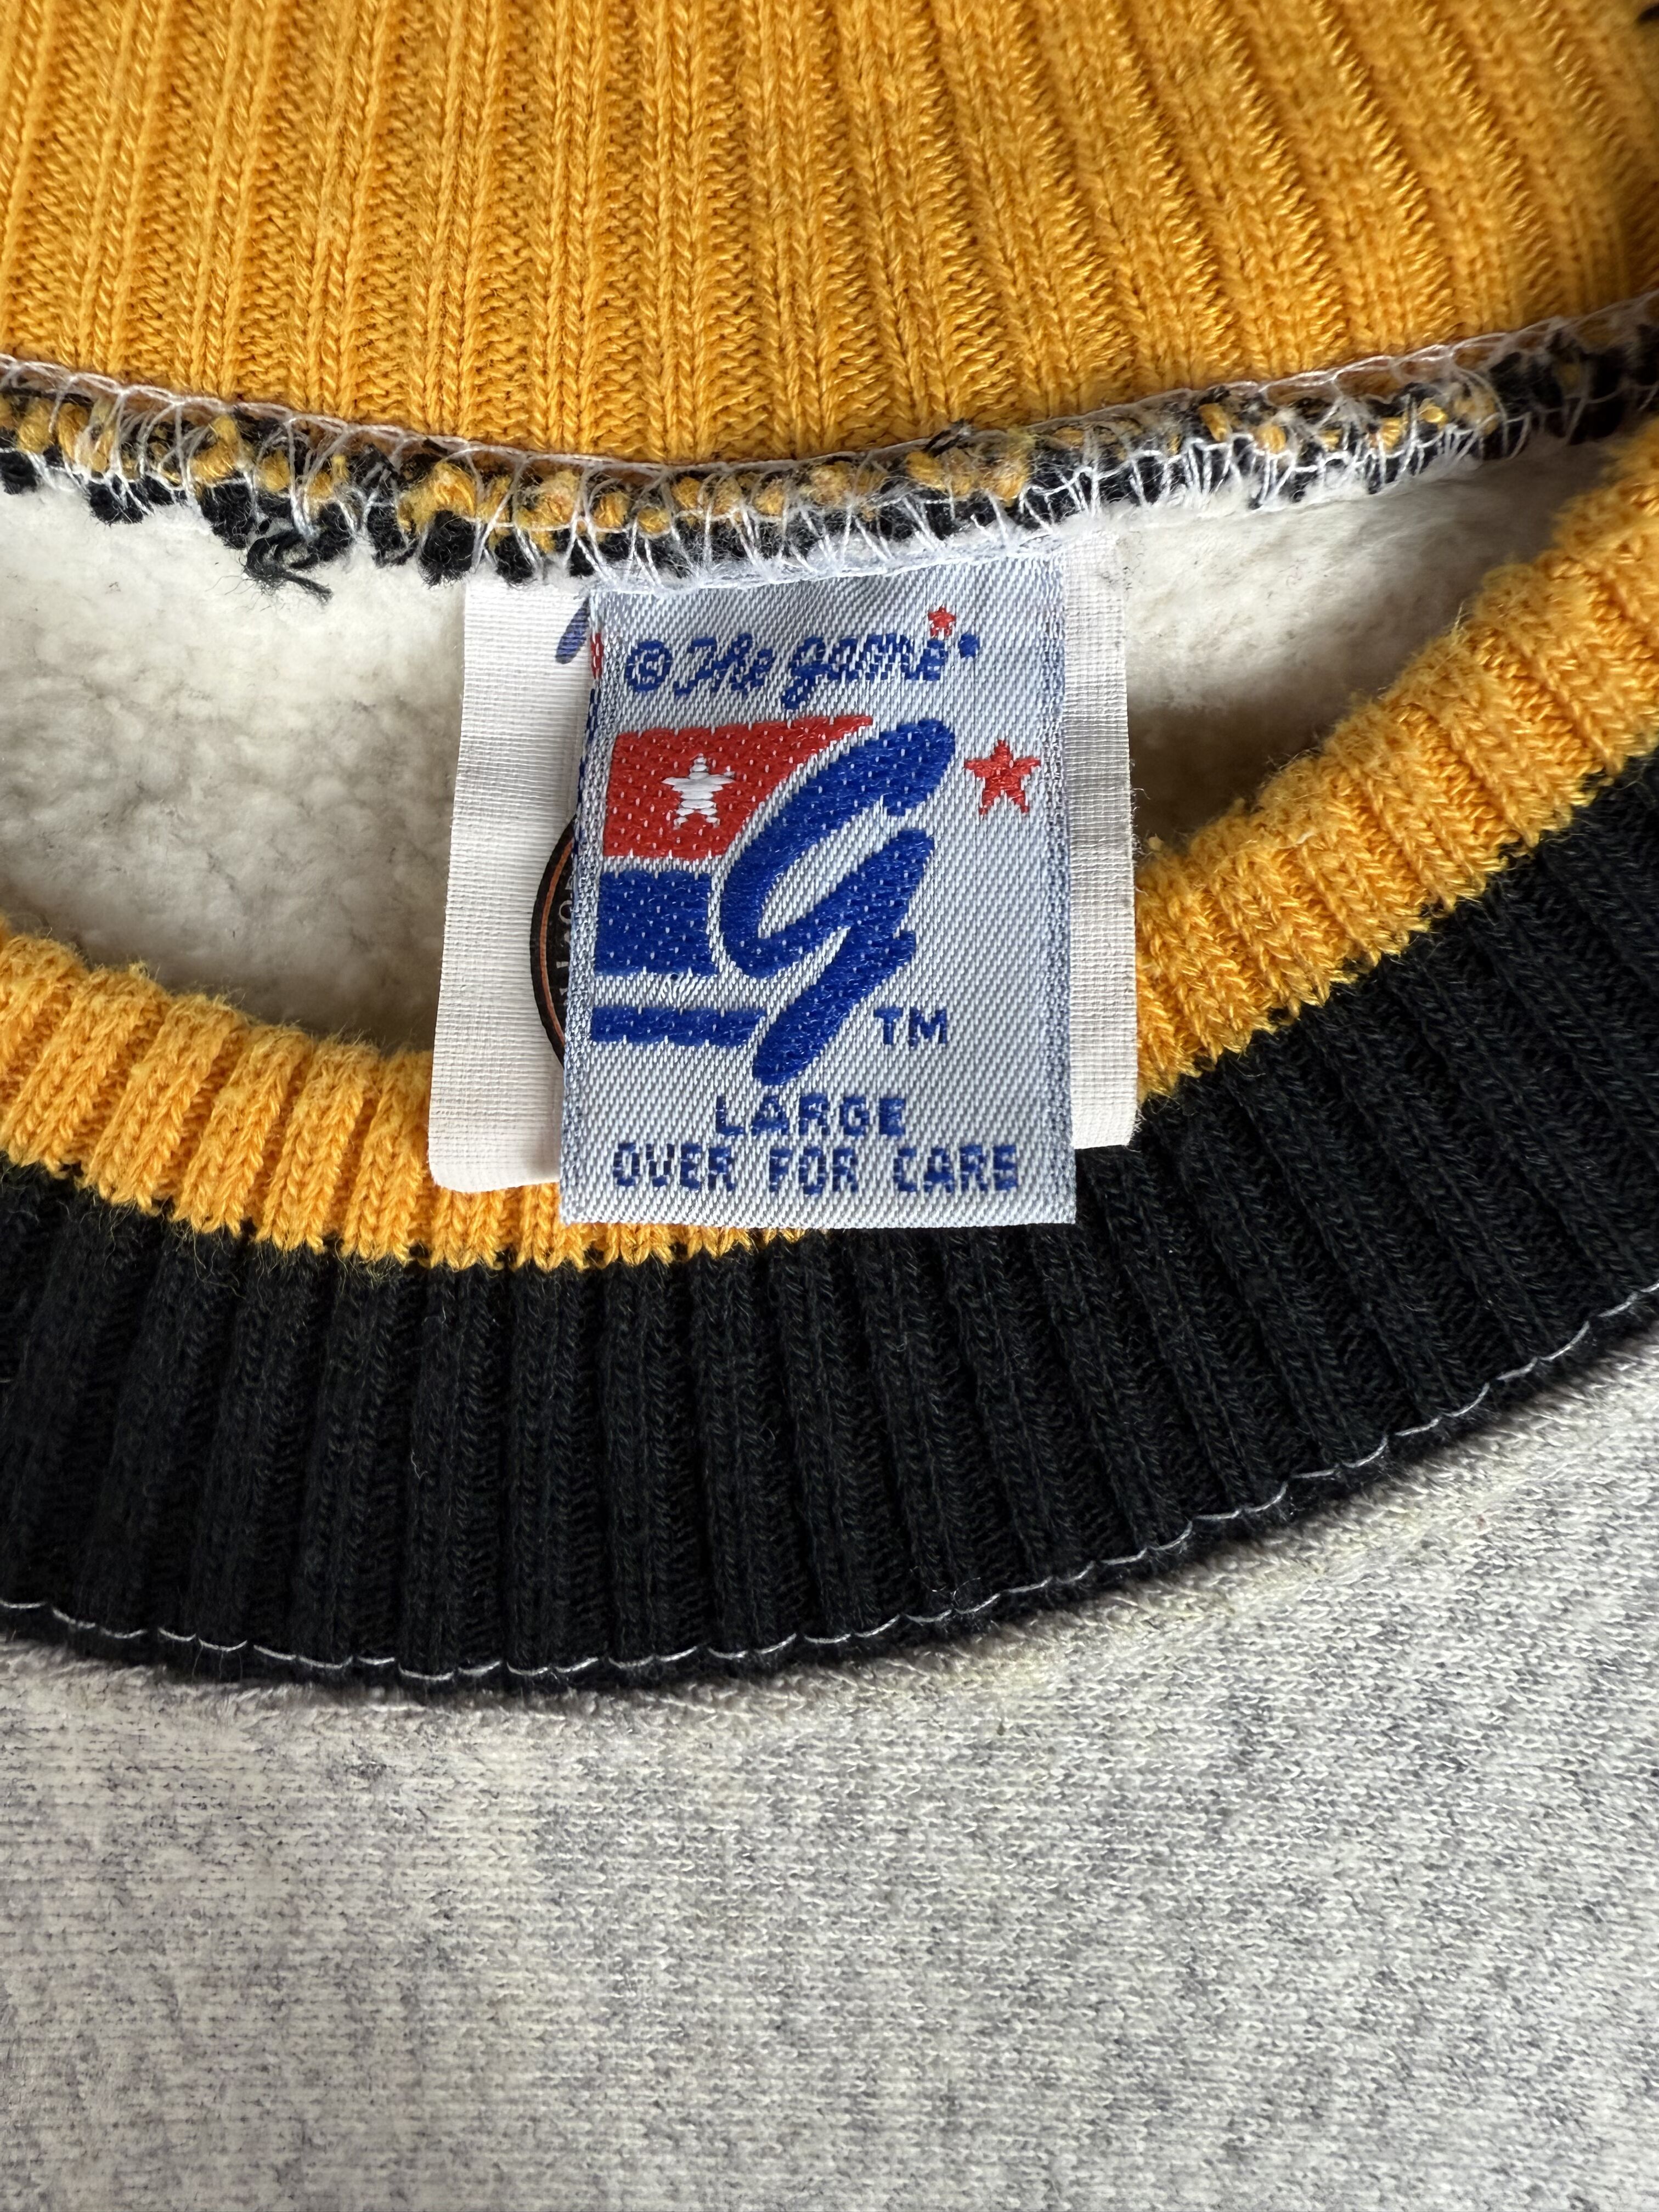 © The game
G TM
LARGE
OVER FOR CARE